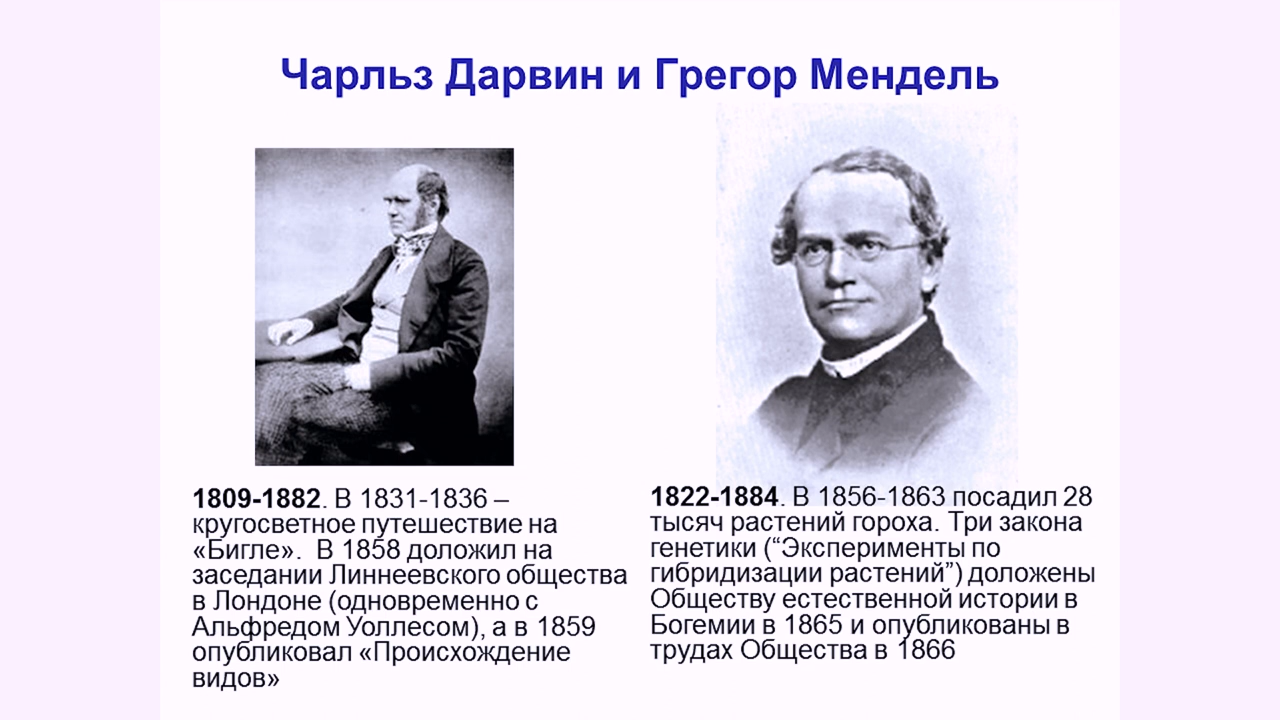 Чарльз Дарвин и Грегор Мендель
1809-1882. В 1831-1836 –
кругосветное путешествие на
«Бигле».  В 1858 доложил на
заседании Линнеевского общества
в Лондоне (одновременно с
Альфредом Уоллесом), а в 1859
опубликовал «Происхождение
видов»
1822-1884. В 1856-1863 посадил 28
тысяч растений гороха. Три закона
генетики (“Эксперименты по
гибридизации растений”) доложены
Обществу естественной истории в
Богемии в 1865 и опубликованы в
трудах Общества в 1866